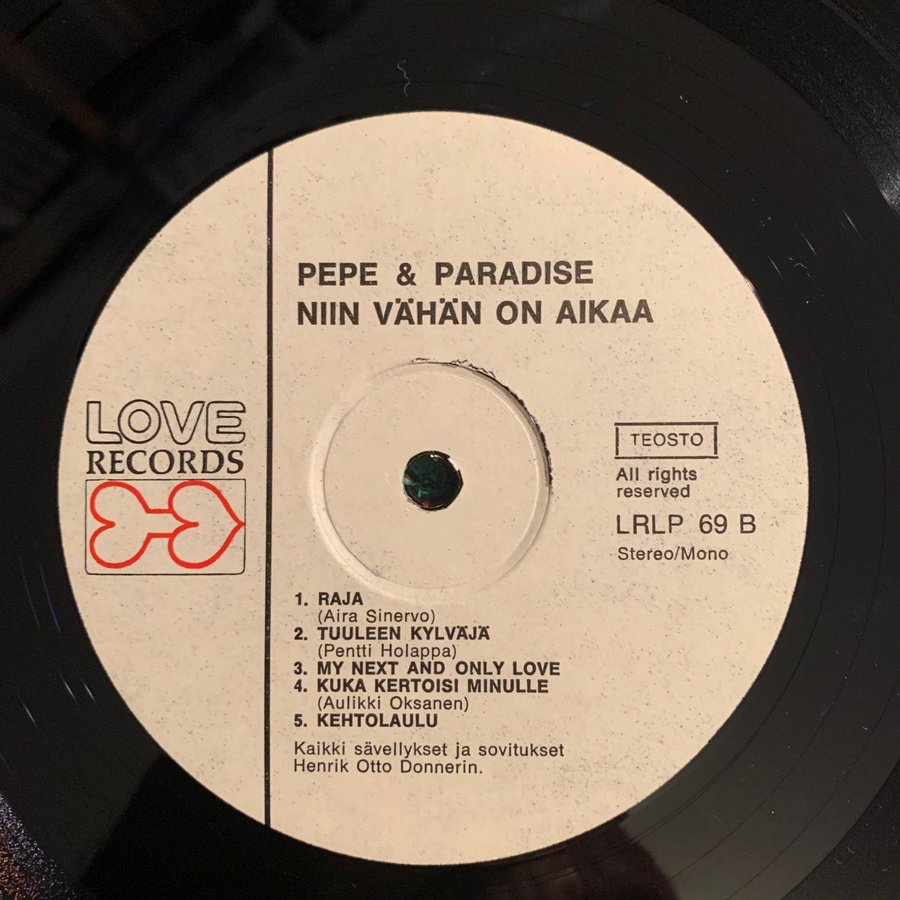 PEPE & PARADISE
NIIN VÄHÄN ON AIKAA
LOVE
RECORDS
TEOSTO
All rights
reserved
LRLP 69 B
Stereo/Mono
1. RAJA
(Aira Sinervo)
2. TUULEEN KYLVÄJÄ
(Pentti Holappa)
3. MY NEXT AND ONLY LOVE
4. KUKA KERTOISI MINULLE
(Aulikki Oksanen)
5. KEHTOLAULU
Kaikki sävellykset ja sovitukset
Henrik Otto Donnerin.